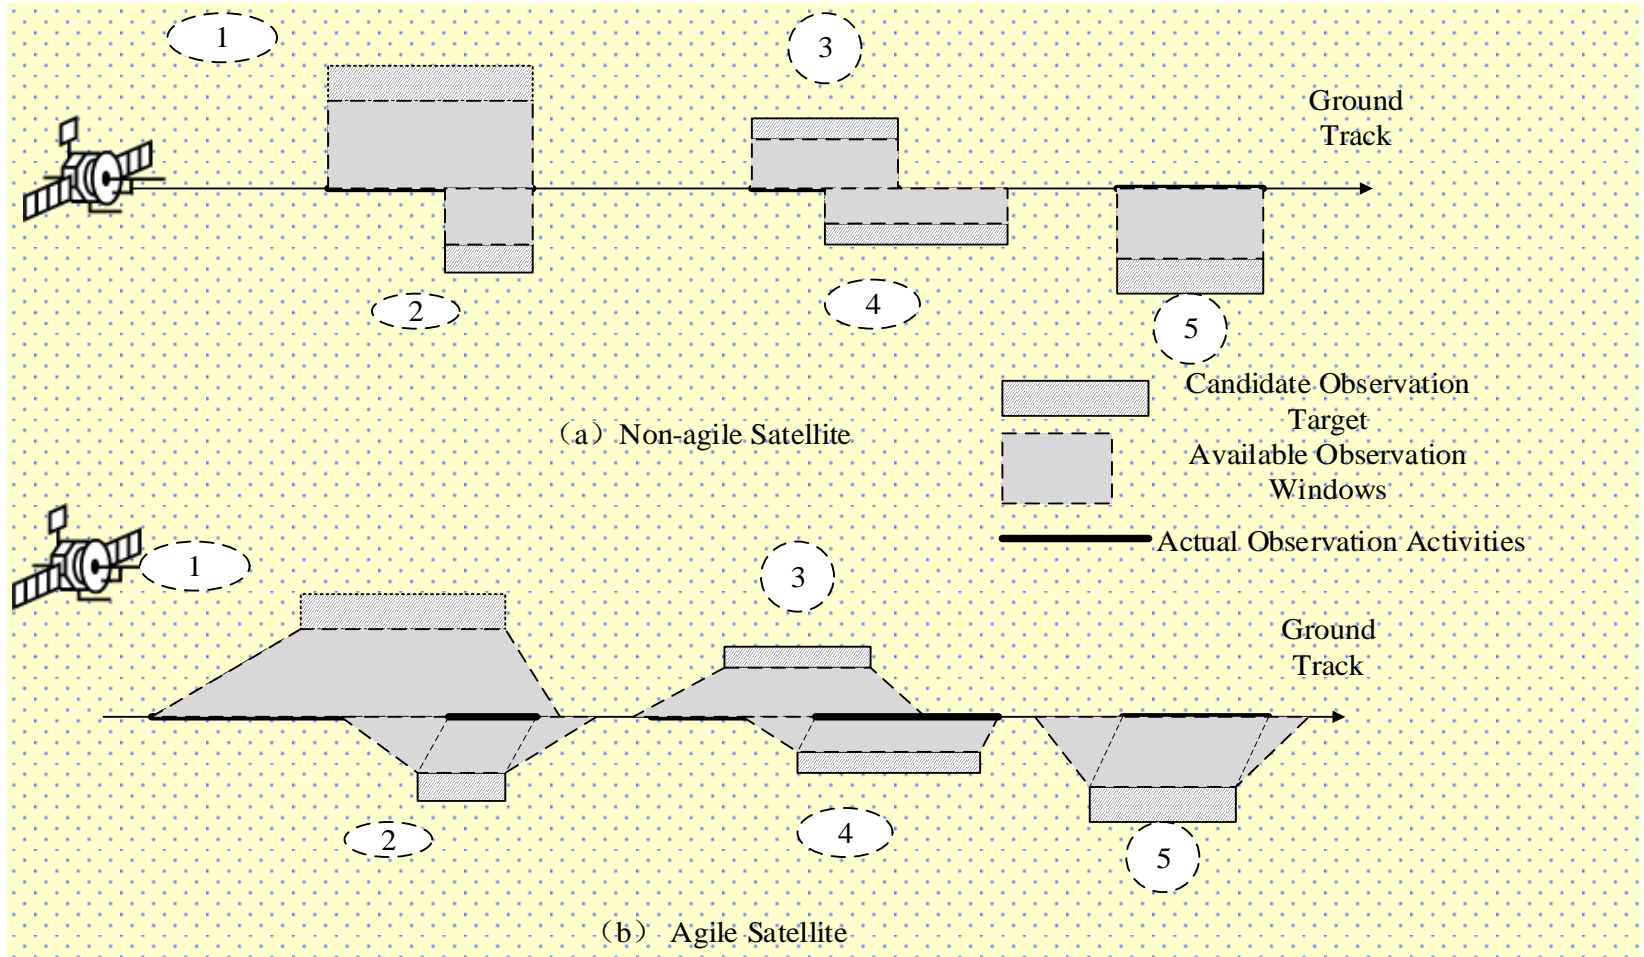 1
3
Ground
Track
2
4
5
Candidate Observation
Target
（a）Non-agile Satellite
Available Observation
Windows
Actual Observation Activities
1
3
Ground
Track
2
4
5
（b） Agile Satellite